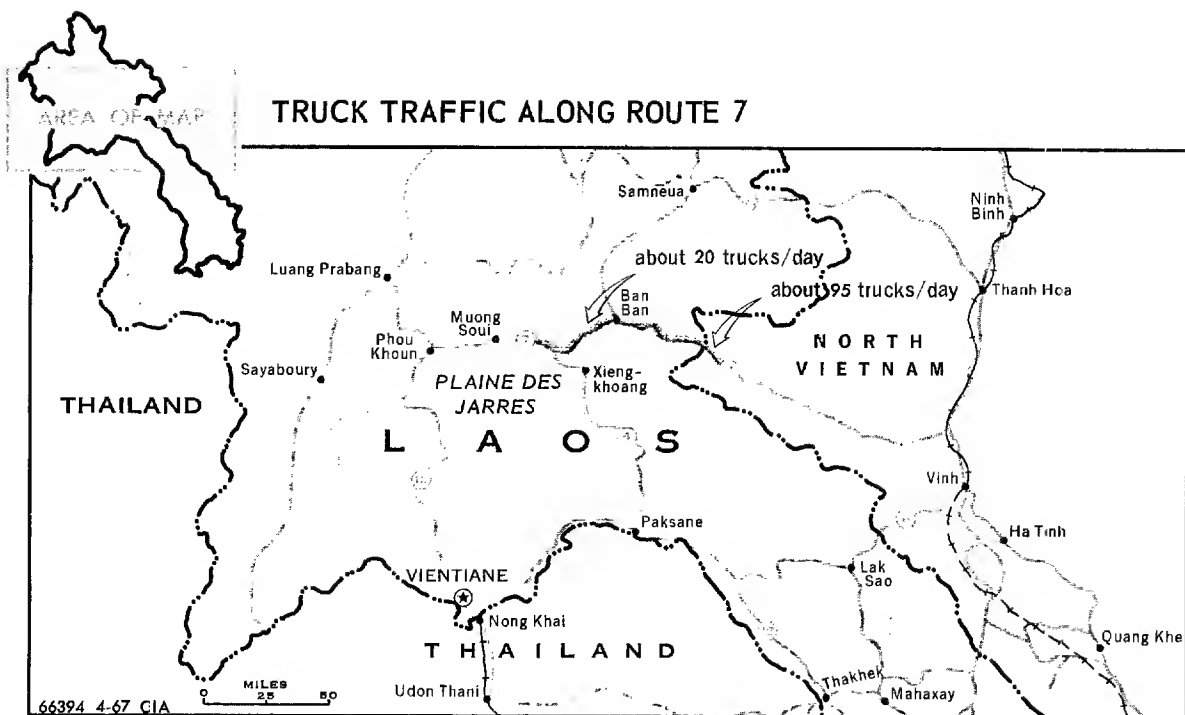 AREA OF MAP
TRUCK TRAFFIC ALONG ROUTE 7
Samneua
Ninh
Binh
about 20 trucks/day
Luang Prabang
about 95 trucks/day
Thanh Hoa
Ban
Ban
Muong
Soui
Phou
Khoun
NORTH
VIETNAM
Sayaboury
Xieng-
khoang
PLAINE DES
JARRES
THAILAND
LAOS
Vinh
Paksane
Ha Tinh
Lak
Sao
VIENTIANE
Nong Khai
THAILAND
Quang Khe
MILES
0 25 50
Udon Thani
Thakhek
Mahaxay
66394 4-67 CIA